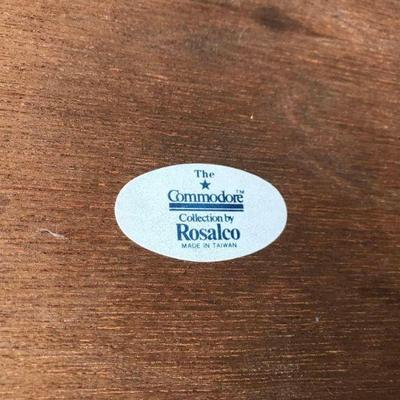 The
Commodore™
Collection by
Rosalco
MADE IN TAIWAN